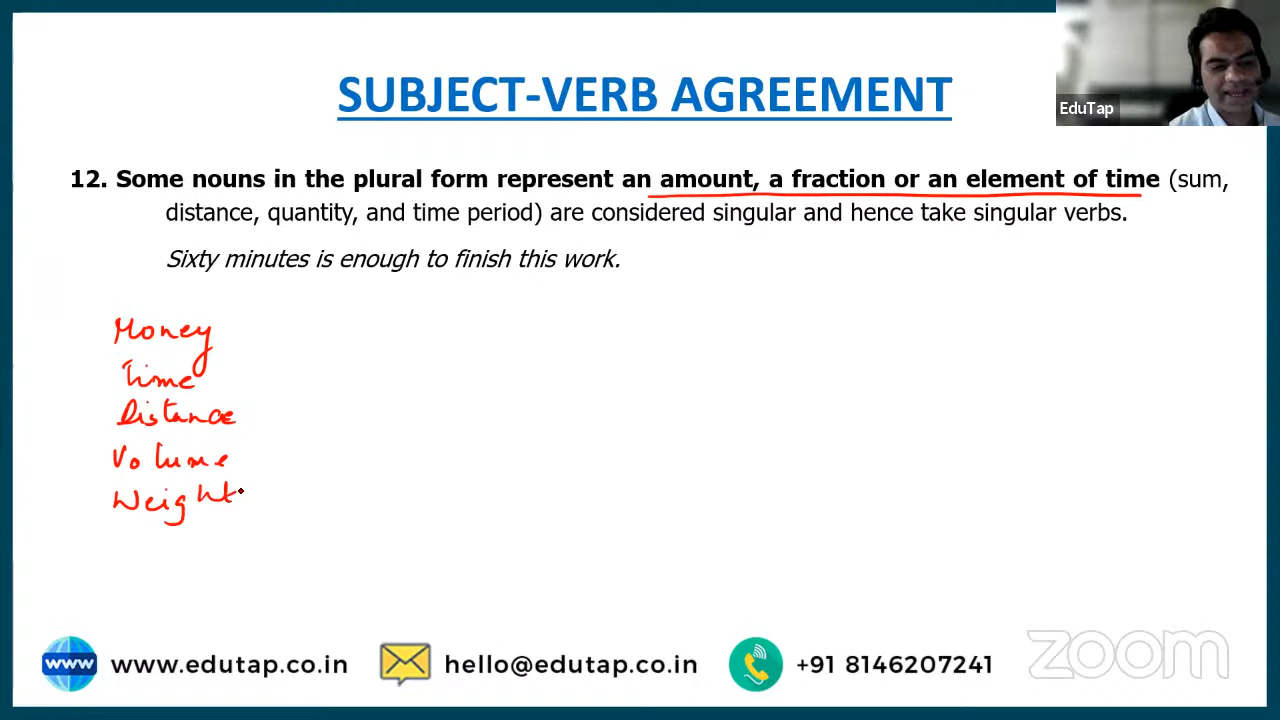 EduTap
SUBJECT-VERB AGREEMENT
12. Some nouns in the plural form represent an amount, a fraction or an element of time (sum,
distance, quantity, and time period) are considered singular and hence take singular verbs.
Sixty minutes is enough to finish this work.
Money
Time
Distance
Volume
Weight
www www.edutap.co.in hello@edutap.co.in +91 8146207241 zoom